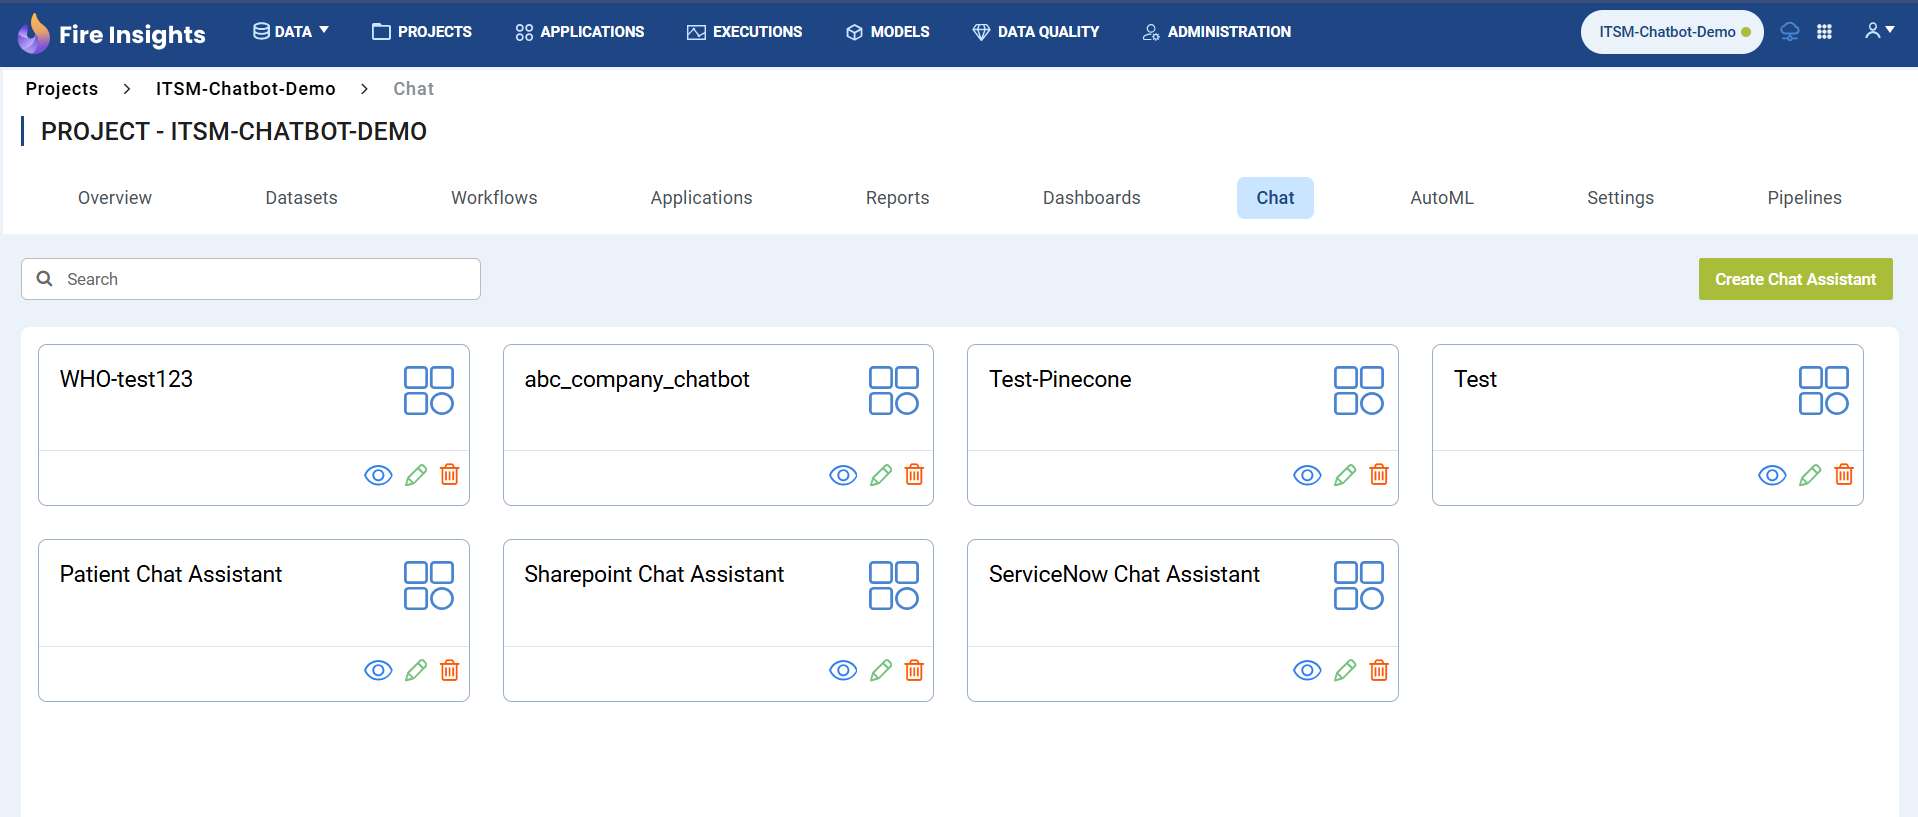 Fire Insights DATA PROJECTS APPLICATIONS EXECUTIONS MODELS DATA QUALITY ADMINISTRATION ITSM-Chatbot-Demo
Projects > ITSM-Chatbot-Demo > Chat
PROJECT - ITSM-CHATBOT-DEMO
Overview Datasets Workflows Applications Reports Dashboards Chat AutoML Settings Pipelines
Search Create Chat Assistant
WHO-test123 abc_company_chatbot Test-Pinecone Test
Patient Chat Assistant Sharepoint Chat Assistant ServiceNow Chat Assistant